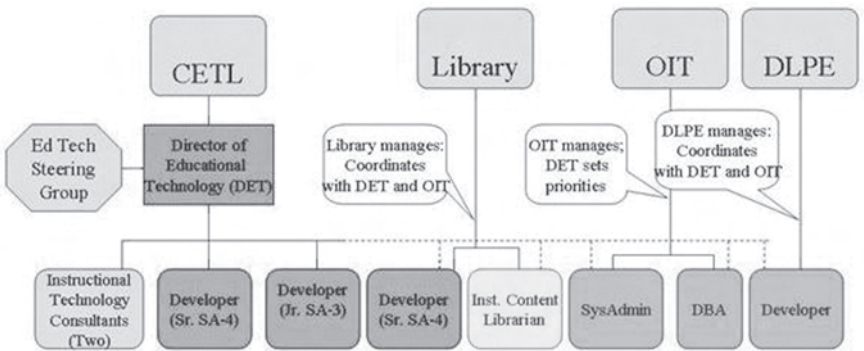 CETL
Library
OIT
DLPE
Ed Tech
Steering
Group
Director of
Educational
Technology (DET)
Library manages:
Coordinates
with DET and OIT
OIT manages;
DET sets
priorities
DLPE manages:
Coordinates
with DET and OIT
Instructional
Technology
Consultants
(Two)
Developer
(Sr. SA-4)
Developer
(Jr. SA-3)
Developer
(Sr. SA-4)
Inst. Content
Librarian
SysAdmin
DBA
Developer